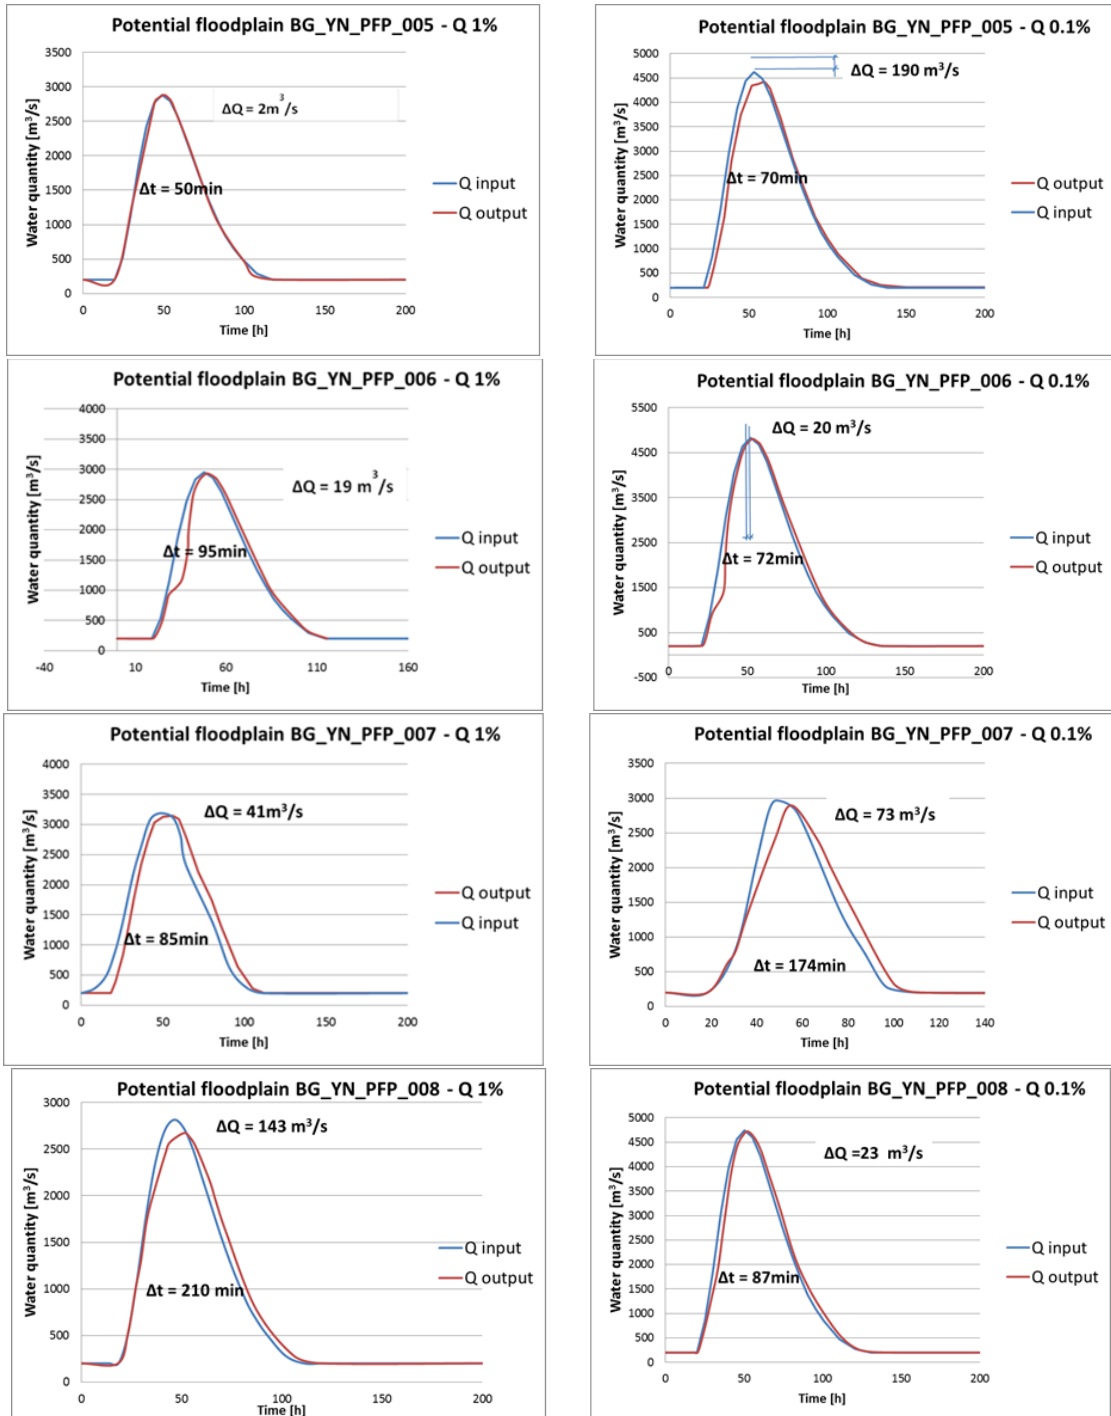 Potential floodplain BG_YN_PFP_005 - Q 1%
3500
3000
2500
2000
1500
1000
500
0
Water quantity [m³/s]
ΔQ = 2m³/s
Δt = 50min
Q input
Q output
0 50 100 150 200
Time [h]
Potential floodplain BG_YN_PFP_005 - Q 0.1%
5000
4500
4000
3500
3000
2500
2000
1500
1000
500
0
Water quantity [m³/s]
ΔQ = 190 m³/s
Δt = 70min
Q output
Q input
0 50 100 150 200
Time [h]
Potential floodplain BG_YN_PFP_006 - Q 1%
4000
3500
3000
2500
2000
1500
1000
500
0
Water quantity [m³/s]
ΔQ = 19 m³/s
Δt = 95min
Q input
Q output
-40 10 60 110 160
Time [h]
Potential floodplain BG_YN_PFP_006 - Q 0.1%
5500
4500
3500
2500
1500
500
-500
Water quantity [m³/s]
ΔQ = 20 m³/s
Δt = 72min
Q input
Q output
0 50 100 150 200
Time [h]
Potential floodplain BG_YN_PFP_007 - Q 1%
4000
3500
3000
2500
2000
1500
1000
500
0
Water quantity [m³/s]
ΔQ = 41m³/s
Δt = 85min
Q output
Q input
0 50 100 150 200
Time [h]
Potential floodplain BG_YN_PFP_007 - Q 0.1%
3500
3000
2500
2000
1500
1000
500
0
Water quantity [m³/s]
ΔQ = 73 m³/s
Δt = 174min
Q input
Q output
0 20 40 60 80 100 120 140
Time [h]
Potential floodplain BG_YN_PFP_008 - Q 1%
3000
2500
2000
1500
1000
500
0
Water quantity [m³/s]
ΔQ = 143 m³/s
Δt = 210 min
Q input
Q output
0 50 100 150 200
Time [h]
Potential floodplain BG_YN_PFP_008 - Q 0.1%
5000
4500
4000
3500
3000
2500
2000
1500
1000
500
0
Water quantity [m³/s]
ΔQ =23 m³/s
Δt = 87min
Q input
Q output
0 50 100 150 200
Time [h]